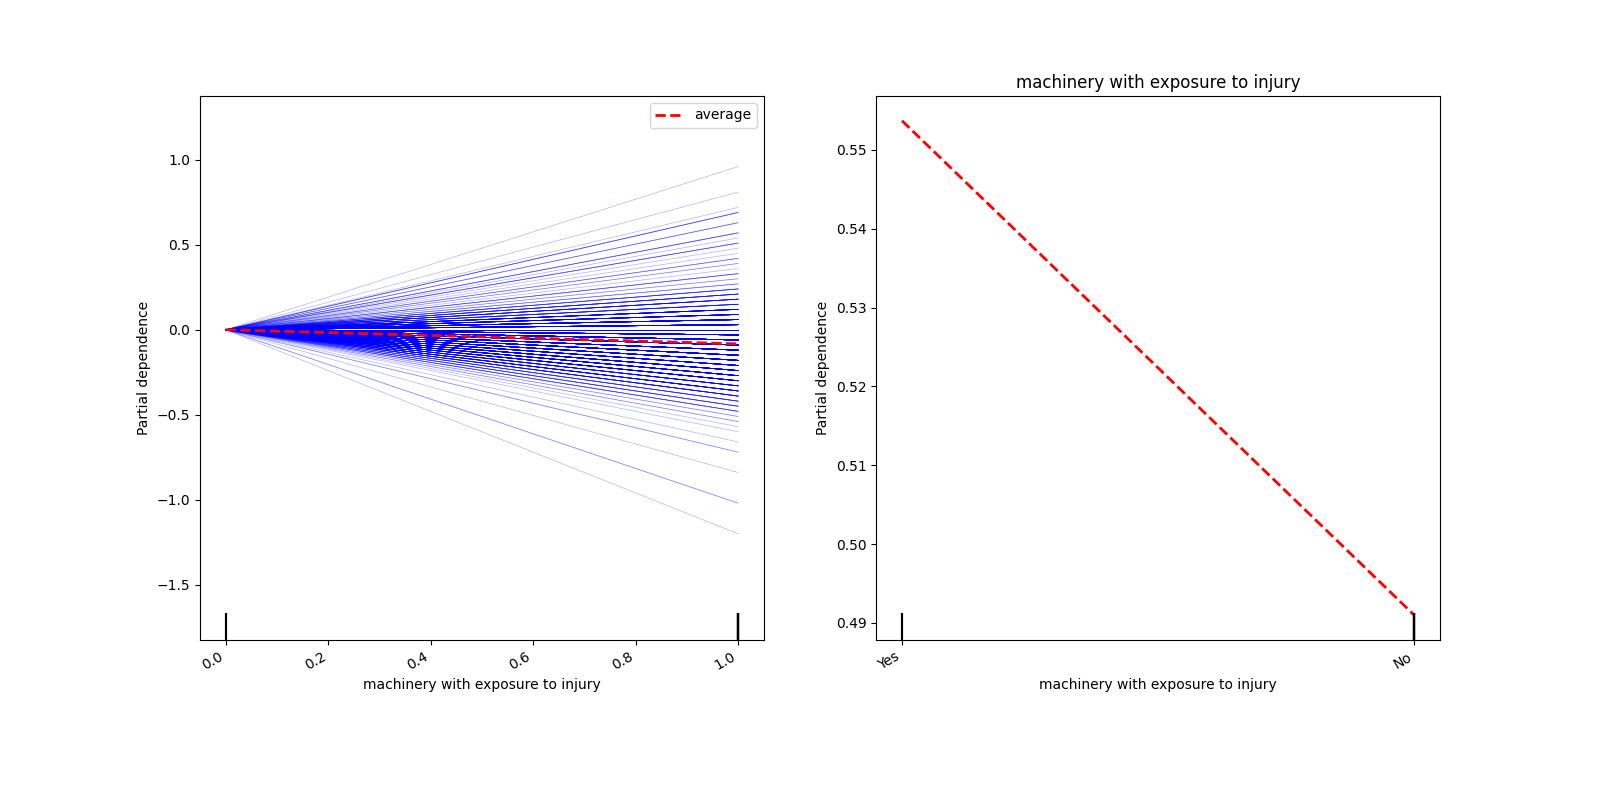 average
1.0
0.5
0.0
−0.5
−1.0
−1.5
Partial dependence
0.0
0.2
0.4
0.6
0.8
1.0
machinery with exposure to injury
machinery with exposure to injury
0.55
0.54
0.53
0.52
0.51
0.50
0.49
Partial dependence
Yes
No
machinery with exposure to injury